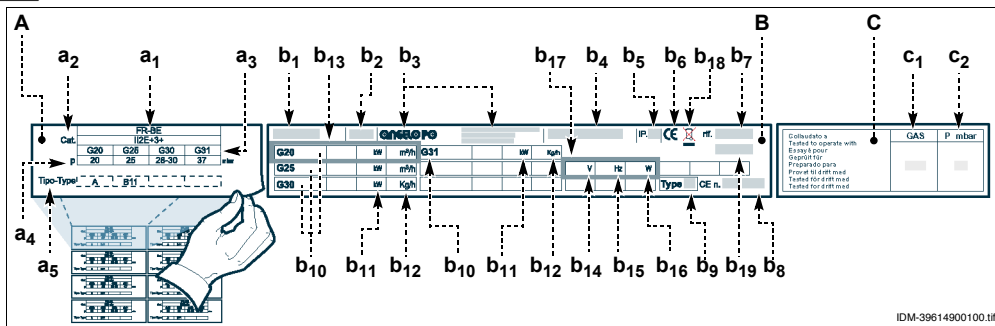 A B C
a2 a1 a3 b1 b13 b2 b3 b17 b4 b5 b6 b18 b7 c1 c2
FR-BE
Cat. II2E+3+
G20 G25 G30 G31
p 20 25 28-30 37 mbar
Tipo-Type A B11
ANGELO PO IP. CE rif.
G20 kW m³/h G31 kW Kg/h
G25 kW m³/h
G30 kW Kg/h V Hz W Type CE n.
Collaudato a GAS P mbar
Tested to operate with
Essayé pour
Geprüft für
Preparado para
Provet til drift med
Testad för drift med
Tested for drift med
a4 a5 b10 b11 b12 b10 b11 b12 b14 b15 b16 b9 b19 b8
IDM-39614900100.tif